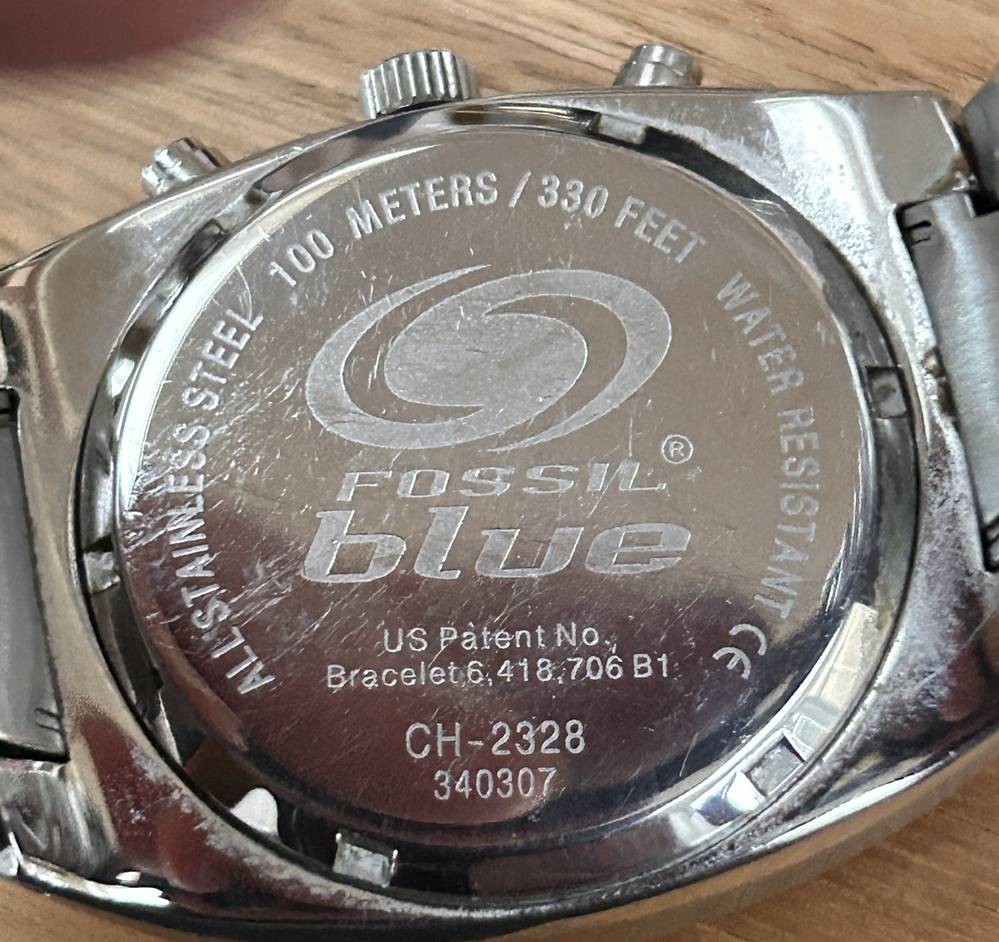 ALL STAINLESS STEEL 100 METERS / 330 FEET WATER RESISTANT CE
FOSSIL®
blue
US Patent No.,
Bracelet,6,418,706 B1
CH-2328
340307